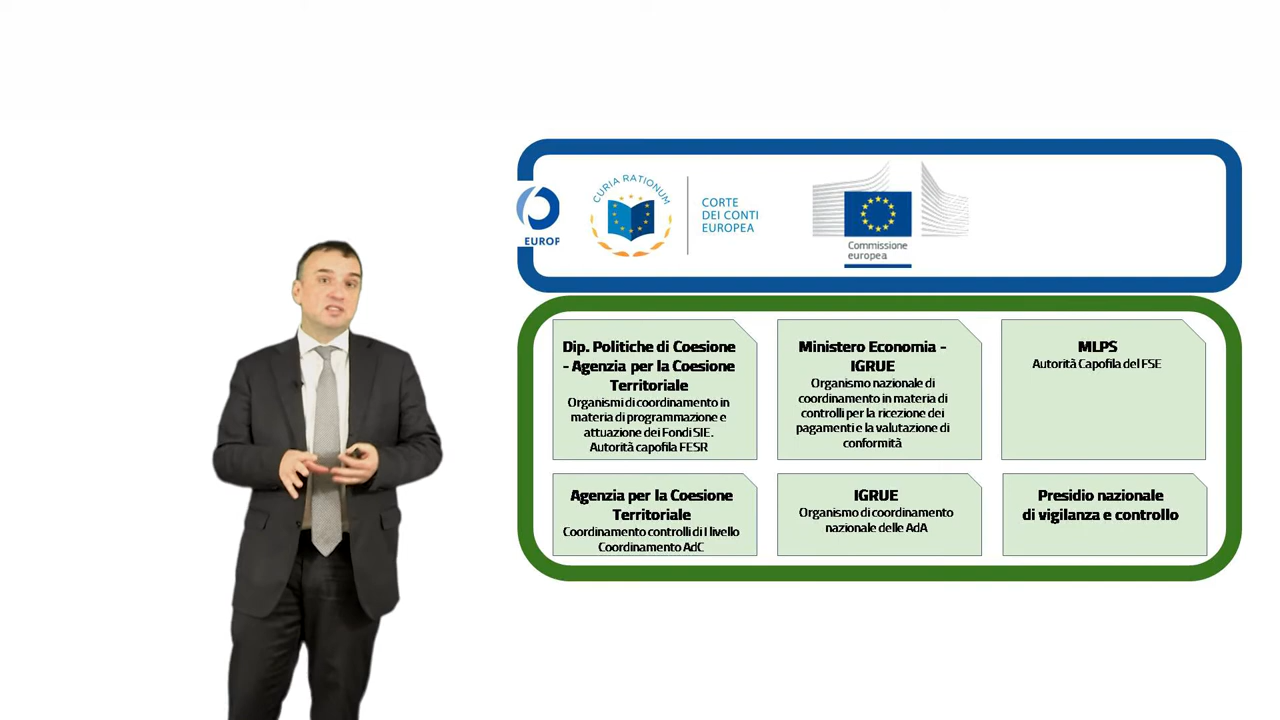 EUROF
CURIA RATIONUM
CORTE
DEI CONTI
EUROPEA
Commissione
europea
Dip. Politiche di Coesione
- Agenzia per la Coesione
Territoriale
Organismi di coordinamento in
materia di programmazione e
attuazione dei Fondi SIE.
Autorità capofila FESR
Ministero Economia -
IGRUE
Organismo nazionale di
coordinamento in materia di
controlli per la ricezione dei
pagamenti e la valutazione di
conformità
MLPS
Autorità Capofila del FSE
Agenzia per la Coesione
Territoriale
Coordinamento controlli di I livello
Coordinamento AdC
IGRUE
Organismo di coordinamento
nazionale delle AdA
Presidio nazionale
di vigilanza e controllo